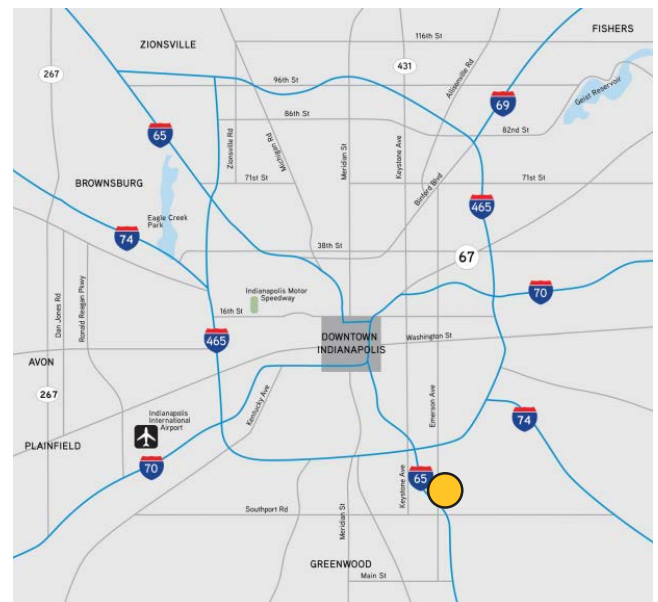 ZIONSVILLE
116th St
FISHERS
267
431
Allisonville Rd
96th St
69
Geist Reservoir
86th St
82nd St
65
Zionsville Rd
Michigan Rd
Meridian St
Keystone Ave
Binford Blvd
71st St
71st St
BROWNSBURG
465
Eagle Creek
Park
74
38th St
67
Dan Jones Rd
Ronald Reagan Pkwy
Indianapolis Motor
Speedway
70
16th St
465
DOWNTOWN
INDIANAPOLIS
Washington St
AVON
267
Kentucky Ave
Emerson Ave
Indianapolis
International
Airport
74
PLAINFIELD
70
65
Keystone Ave
Southport Rd
Meridian St
GREENWOOD
Main St